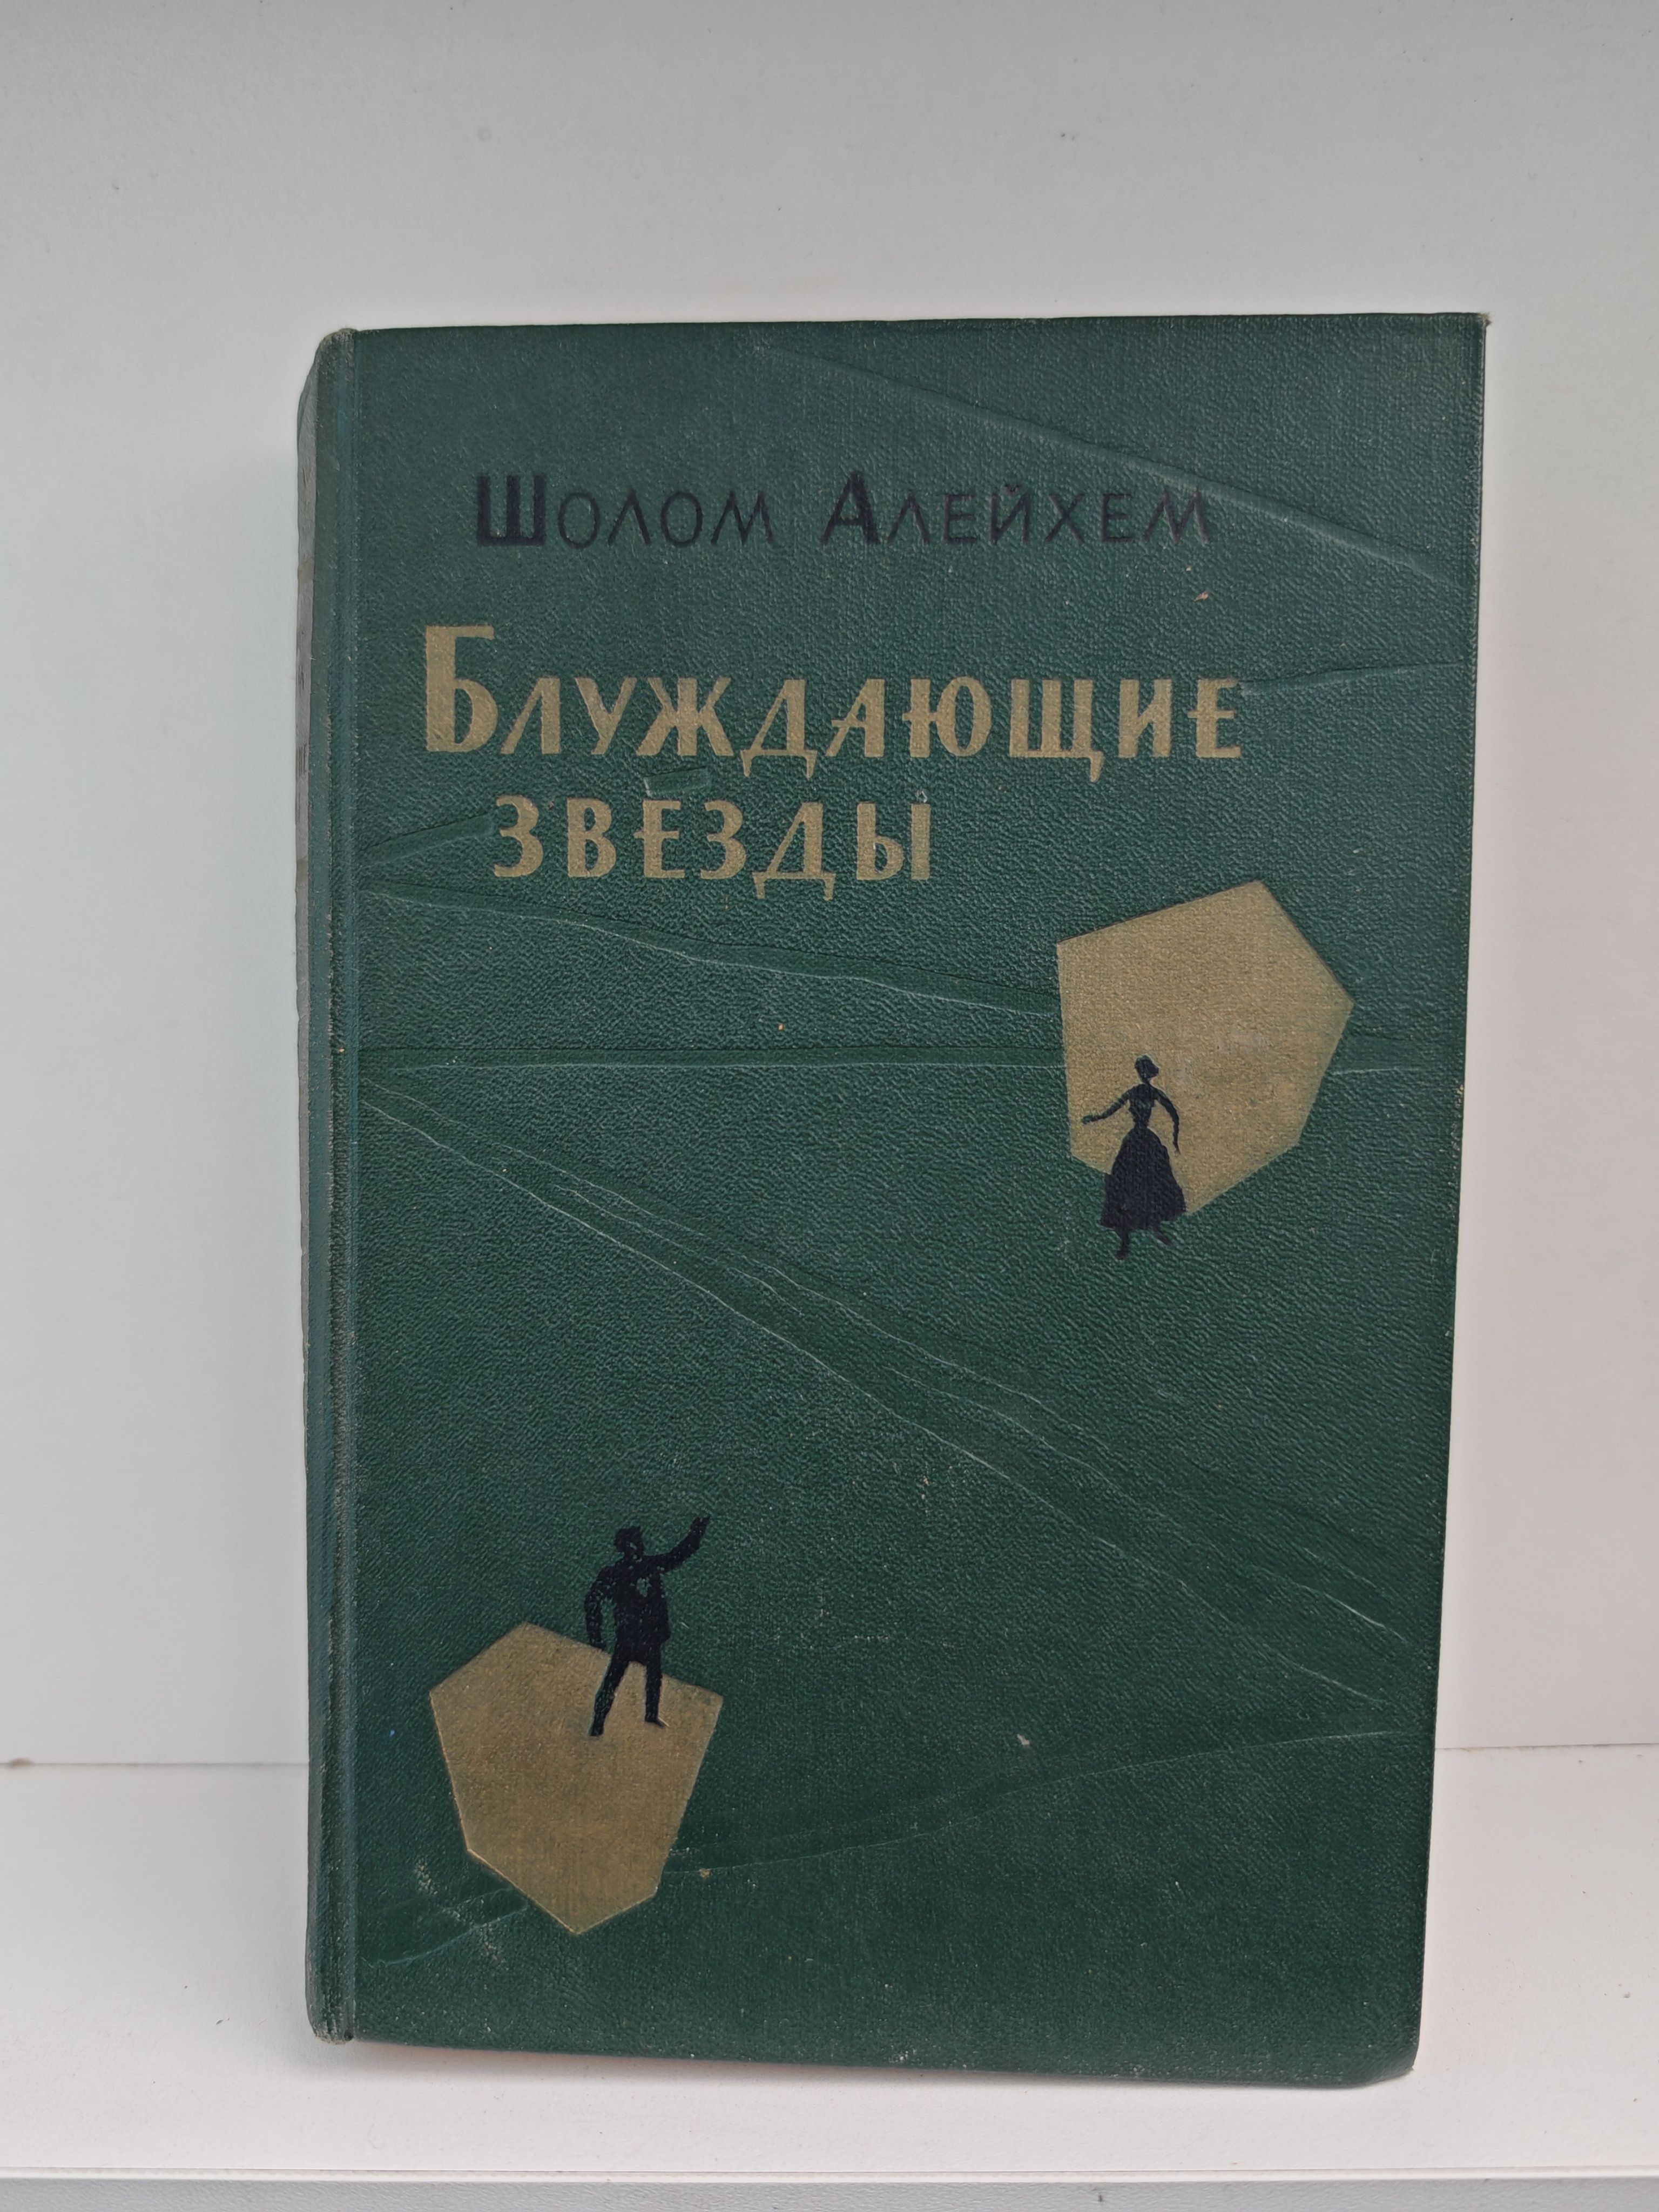 Шолом Алейхем
Блуждающие
звезды